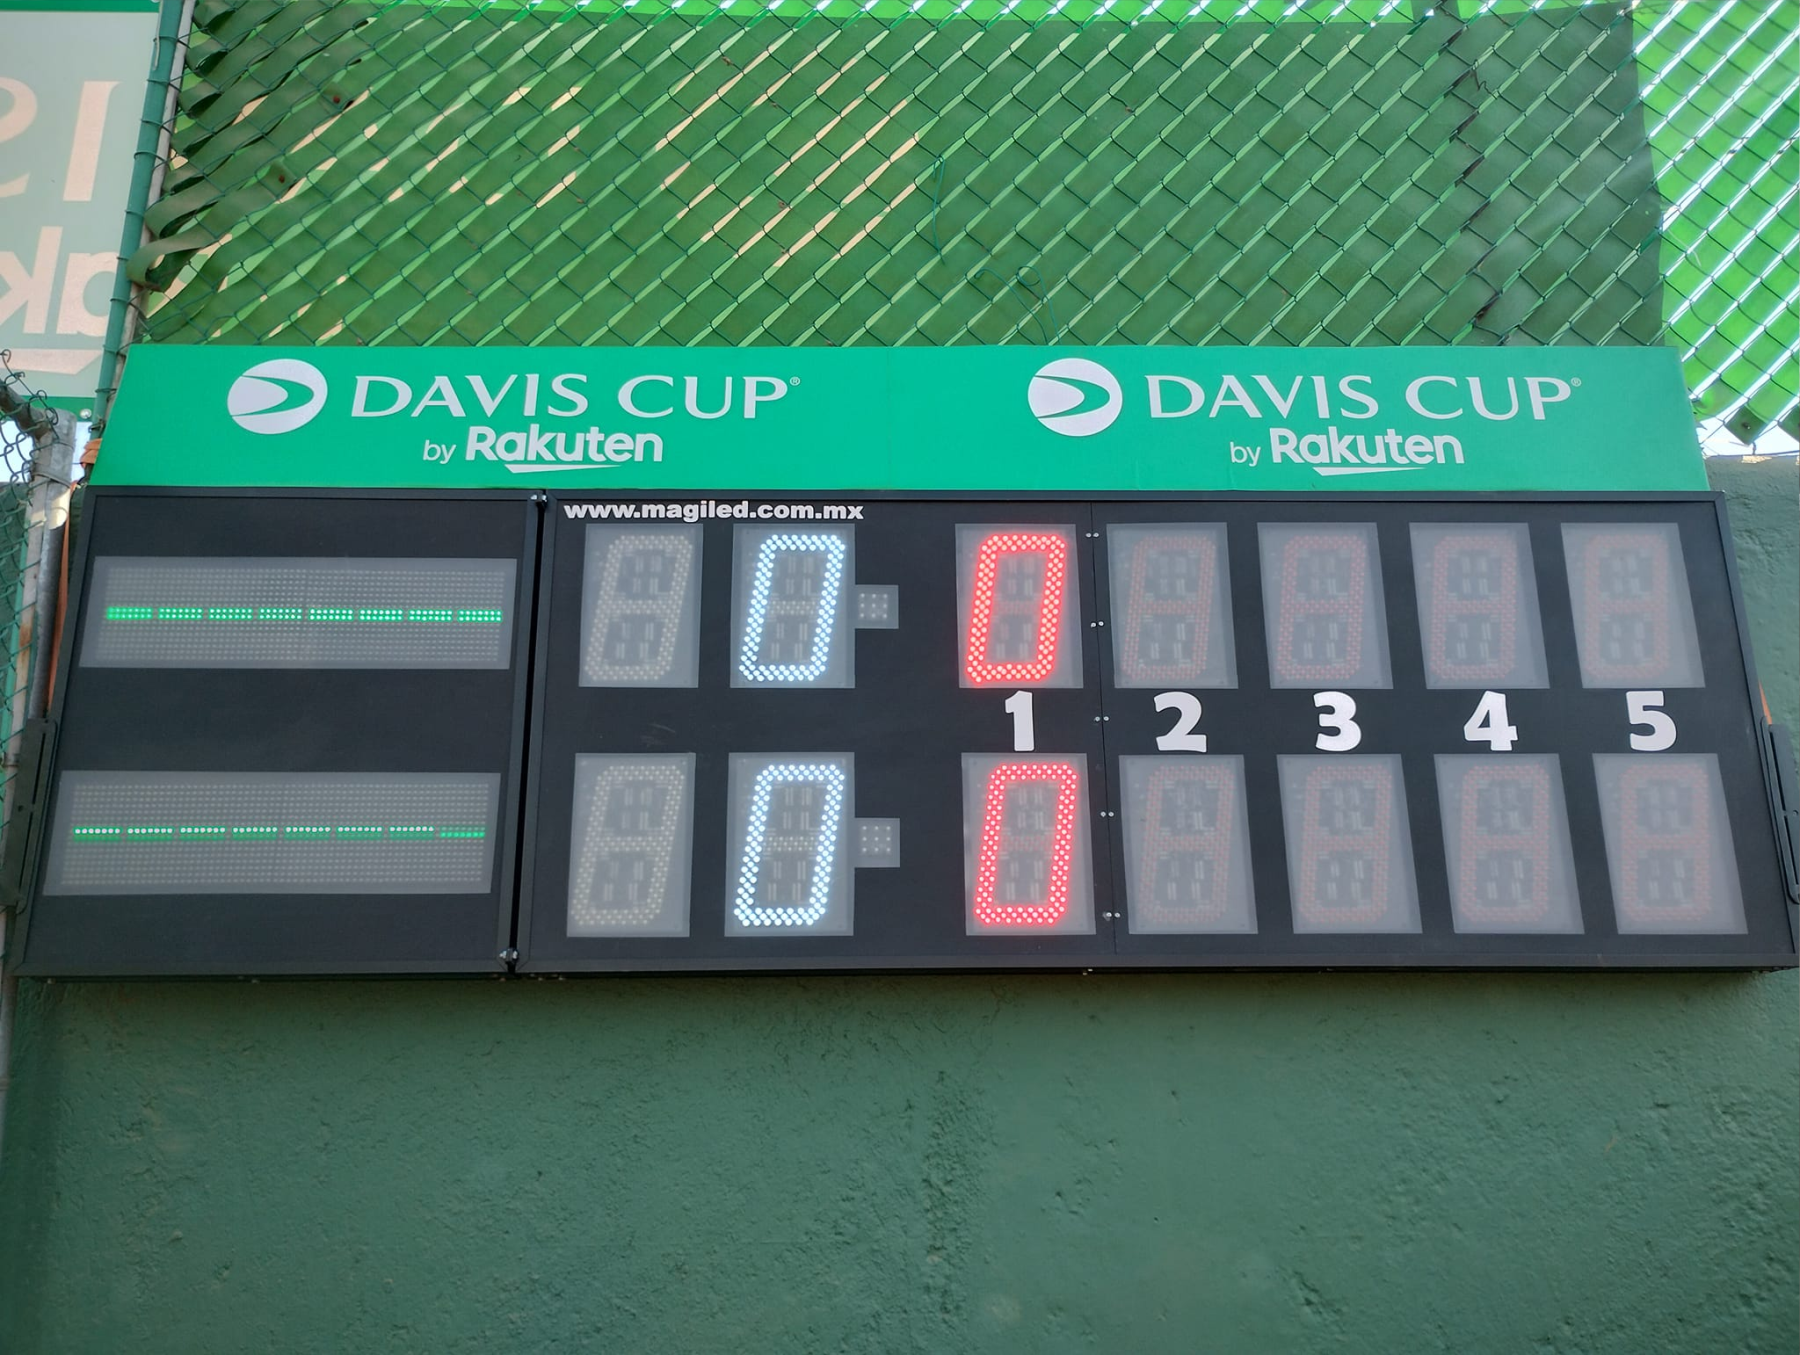 DAVIS CUP®
by Rakuten
DAVIS CUP®
by Rakuten
www.magiled.com.mx
--------
0 0
1 2 3 4 5
--------
0 0